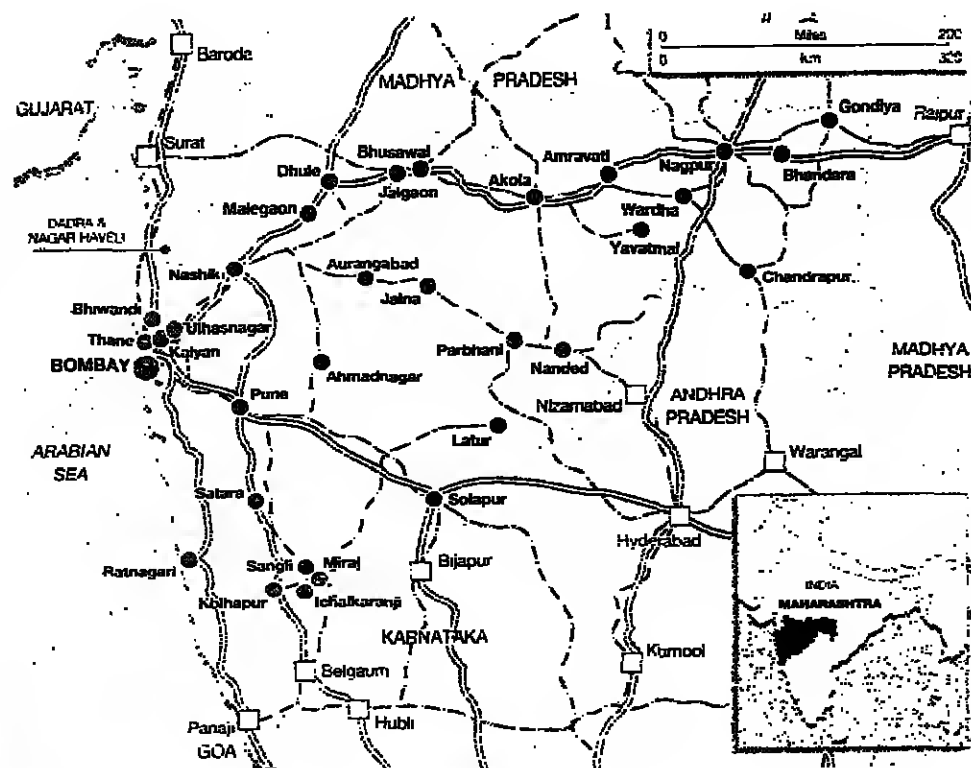 0 Miles 200
0 km 320
Baroda
MADHYA PRADESH
GUJARAT
Gondiya
Raipur
Surat
Bhusawal
Amravati
Nagpur
Dhule
Jalgaon
Akola
Bhandara
Malegaon
Wardha
DADRA &
NAGAR HAVELI
Yavatmal
Nashik
Aurangabad
Chandrapur
Jalna
Bhiwandi
Ulhasnagar
Thane
Kalyan
Parbhani
MADHYA
PRADESH
BOMBAY
Ahmadnagar
Nanded
Pune
Nizamabad
ANDHRA
PRADESH
ARABIAN
SEA
Latur
Warangal
Satara
Solapur
Hyderabad
Ratnagari
Sangli
Miraj
Bijapur
INDIA
MAHARASHTRA
Kolhapur
Ichalkaranji
KARNATAKA
Belgaum
Kurnool
Panaji
Hubli
GOA